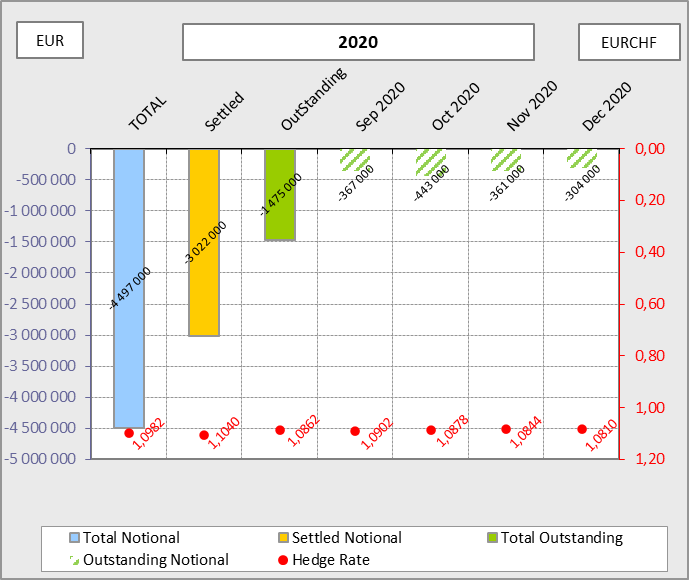 EUR
2020
EURCHF
TOTAL
Settled
OutStanding
Sep 2020
Oct 2020
Nov 2020
Dec 2020
0
-500 000
-1 000 000
-1 500 000
-2 000 000
-2 500 000
-3 000 000
-3 500 000
-4 000 000
-4 500 000
-5 000 000
-4 497 000
-3 022 000
-1 475 000
-367 000
-443 000
-361 000
-304 000
1,0982
1,1040
1,0862
1,0902
1,0878
1,0844
1,0810
0,00
0,20
0,40
0,60
0,80
1,00
1,20
Total Notional
Settled Notional
Total Outstanding
Outstanding Notional
Hedge Rate